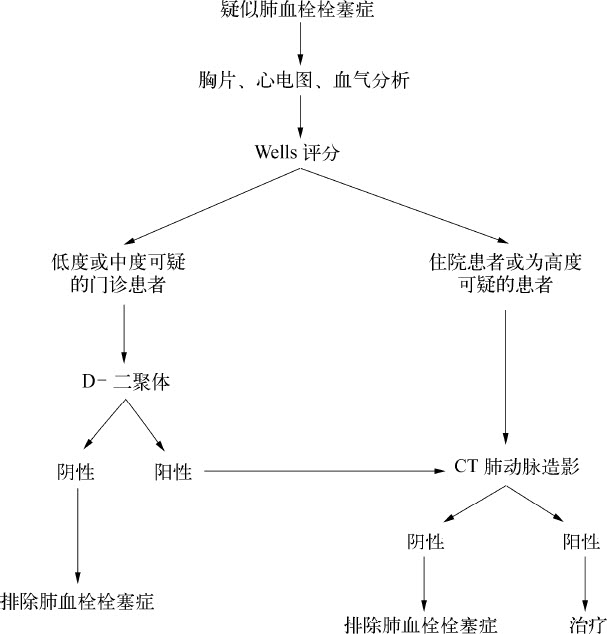 疑似肺血栓栓塞症
胸片、心电图、血气分析
Wells 评分
低度或中度可疑
的门诊患者
住院患者或为高度
可疑的患者
D- 二聚体
阴性
阳性
CT 肺动脉造影
阴性
阳性
排除肺血栓栓塞症
排除肺血栓栓塞症
治疗